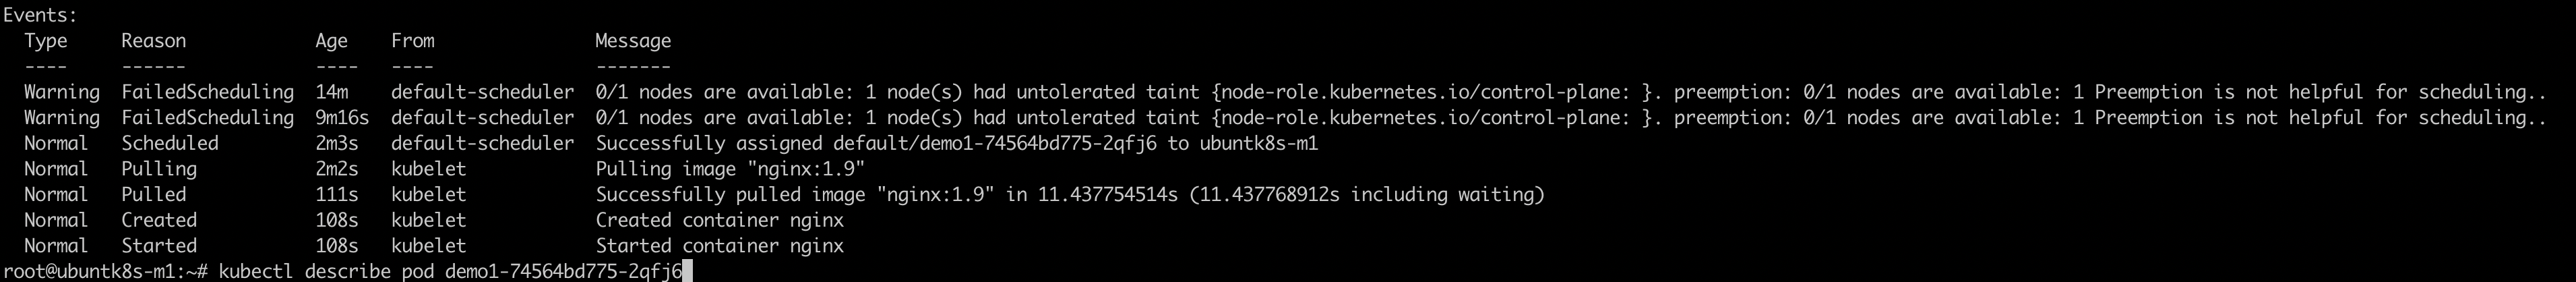 Events:
  Type     Reason            Age    From               Message
  ----     ------            ----   ----               -------
  Warning  FailedScheduling  14m    default-scheduler  0/1 nodes are available: 1 node(s) had untolerated taint {node-role.kubernetes.io/control-plane: }. preemption: 0/1 nodes are available: 1 Preemption is not helpful for scheduling..
  Warning  FailedScheduling  9m16s  default-scheduler  0/1 nodes are available: 1 node(s) had untolerated taint {node-role.kubernetes.io/control-plane: }. preemption: 0/1 nodes are available: 1 Preemption is not helpful for scheduling..
  Normal   Scheduled         2m3s   default-scheduler  Successfully assigned default/demo1-74564bd775-2qfj6 to ubuntk8s-m1
  Normal   Pulling           2m2s   kubelet            Pulling image "nginx:1.9"
  Normal   Pulled            111s   kubelet            Successfully pulled image "nginx:1.9" in 11.437754514s (11.437768912s including waiting)
  Normal   Created           108s   kubelet            Created container nginx
  Normal   Started           108s   kubelet            Started container nginx
root@ubuntk8s-m1:~# kubectl describe pod demo1-74564bd775-2qfj6